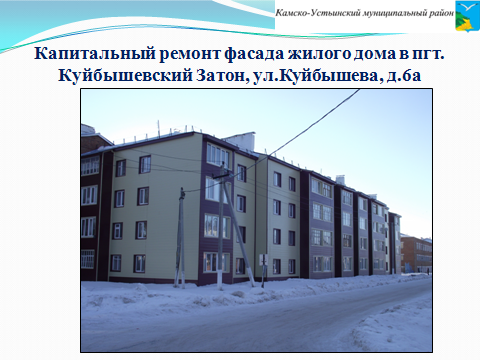 Камско-Устьинский муниципальный район
Капитальный ремонт фасада жилого дома в пгт.
Куйбышевский Затон, ул.Куйбышева, д.6а